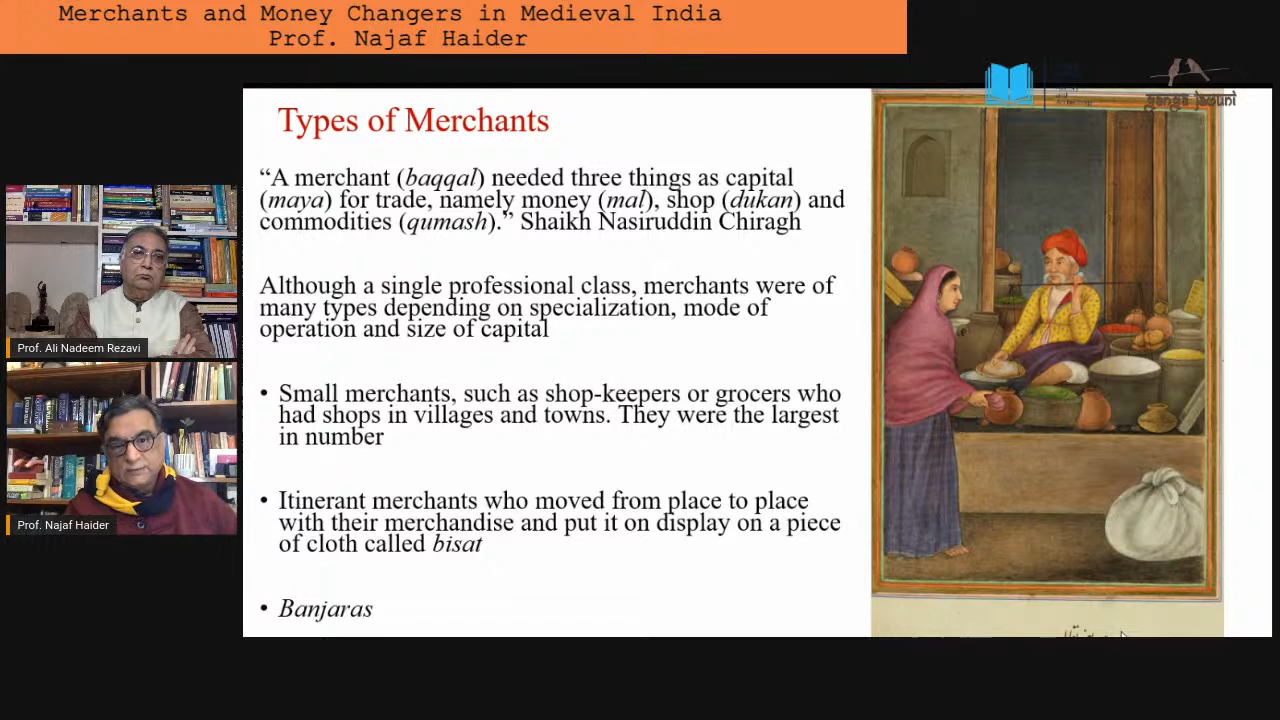 Merchants and Money Changers in Medieval India
Prof. Najaf Haider
ganga jamuni
Types of Merchants
“A merchant (baqqal) needed three things as capital
(maya) for trade, namely money (mal), shop (dukan) and
commodities (qumash).” Shaikh Nasiruddin Chiragh
Although a single professional class, merchants were of
many types depending on specialization, mode of
operation and size of capital
• Small merchants, such as shop-keepers or grocers who
had shops in villages and towns. They were the largest
in number
• Itinerant merchants who moved from place to place
with their merchandise and put it on display on a piece
of cloth called bisat
• Banjaras
Prof. Ali Nadeem Rezavi
Prof. Najaf Haider